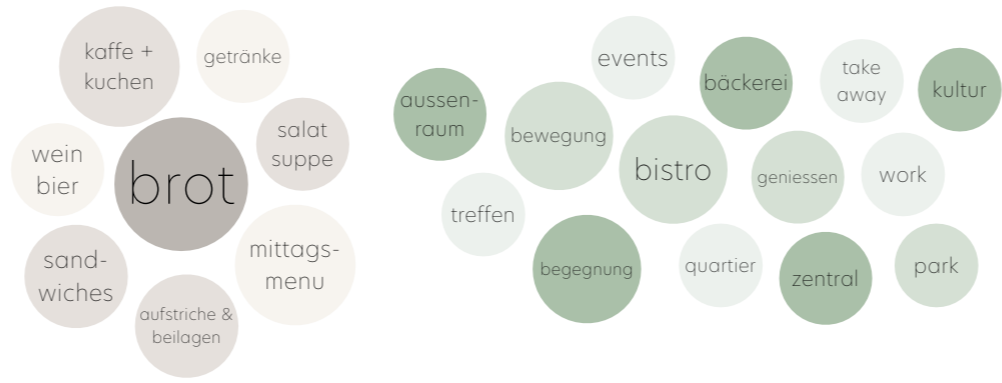 kaffe +
kuchen
getränke
salat
suppe
wein
bier
brot
sand-
wiches
mittags-
menu
aufstriche &
beilagen
aussen-
raum
bewegung
events
bäckerei
take
away
kultur
treffen
bistro
geniessen
work
begegnung
quartier
zentral
park